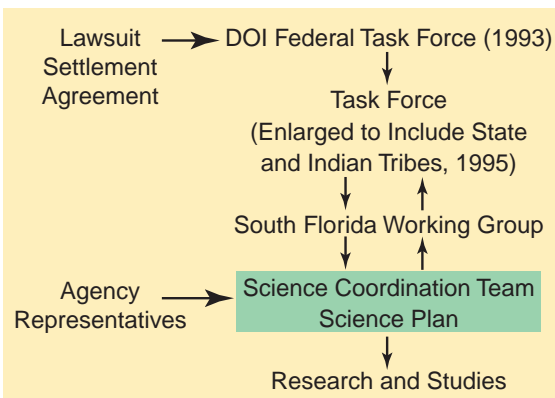 Lawsuit
Settlement
Agreement
DOI Federal Task Force (1993)
Task Force
(Enlarged to Include State
and Indian Tribes, 1995)
South Florida Working Group
Agency
Representatives
Science Coordination Team
Science Plan
Research and Studies